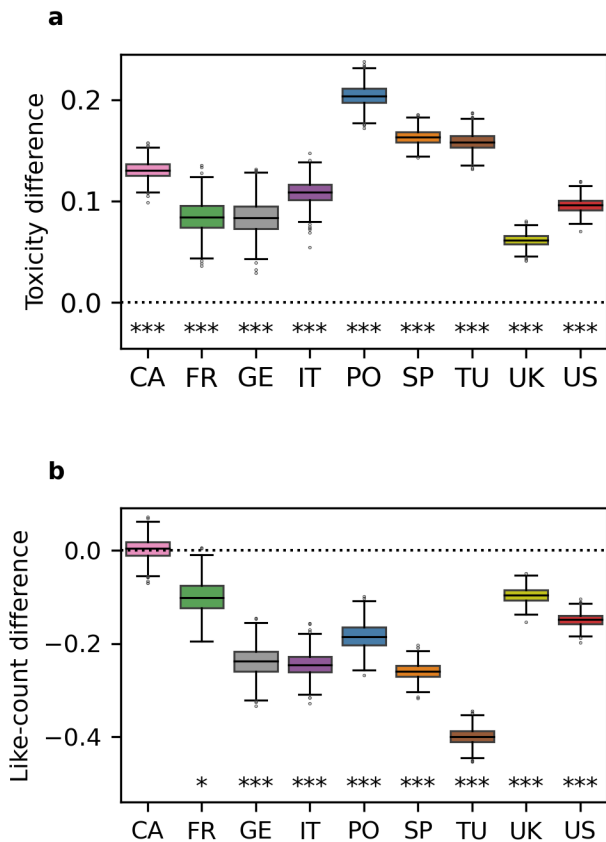 a
Toxicity difference
0.2
0.1
0.0
*** *** *** *** *** *** *** *** ***
CA FR GE IT PO SP TU UK US
b
Like-count difference
0.0
−0.2
−0.4
* *** *** *** *** *** *** ***
CA FR GE IT PO SP TU UK US